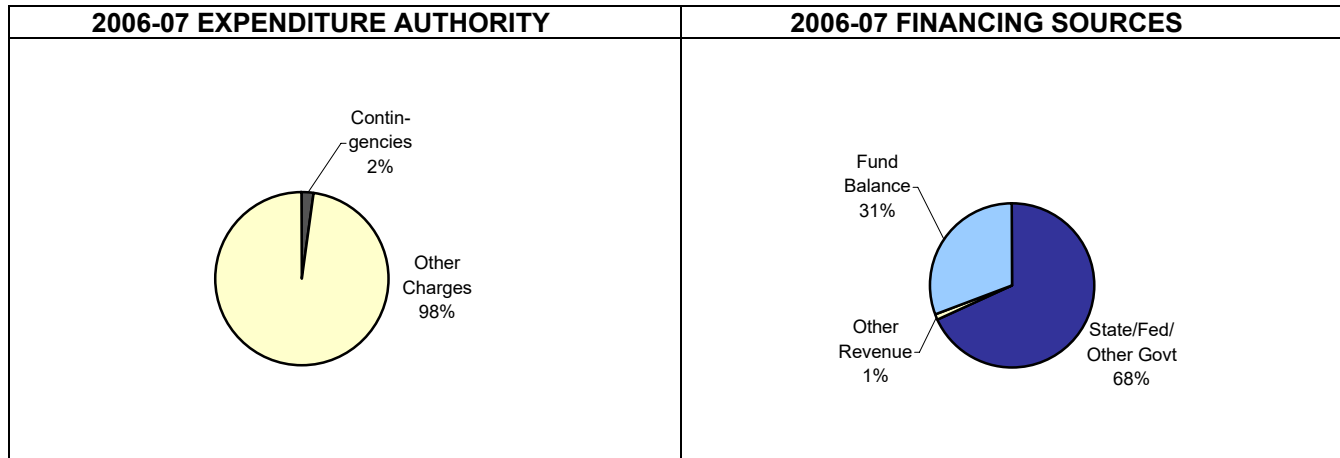 2006-07 EXPENDITURE AUTHORITY
Contin-
gencies
2%
Other
Charges
98%
2006-07 FINANCING SOURCES
Fund
Balance
31%
Other
Revenue
1%
State/Fed/
Other Govt
68%